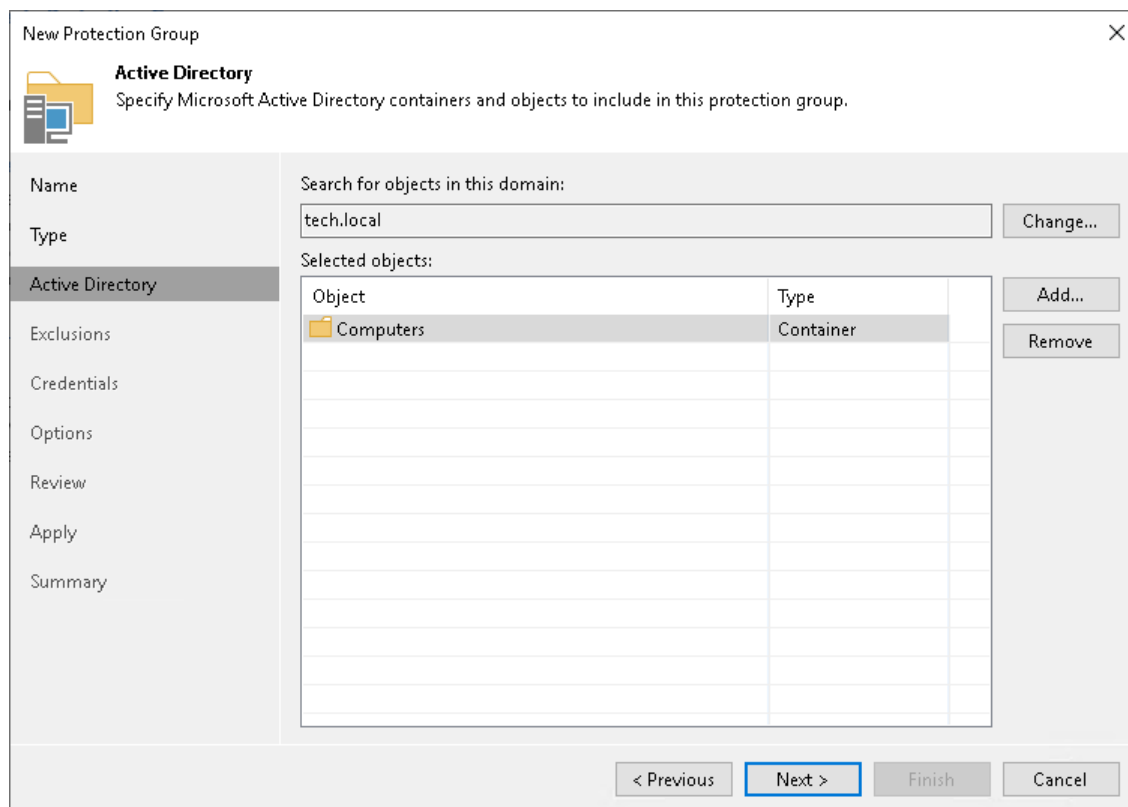 New Protection Group
Active Directory
Specify Microsoft Active Directory containers and objects to include in this protection group.
Name
Type
Active Directory
Exclusions
Credentials
Options
Review
Apply
Summary
Search for objects in this domain:
tech.local
Change...
Selected objects:
Object Type
Computers Container
Add...
Remove
< Previous
Next >
Finish
Cancel